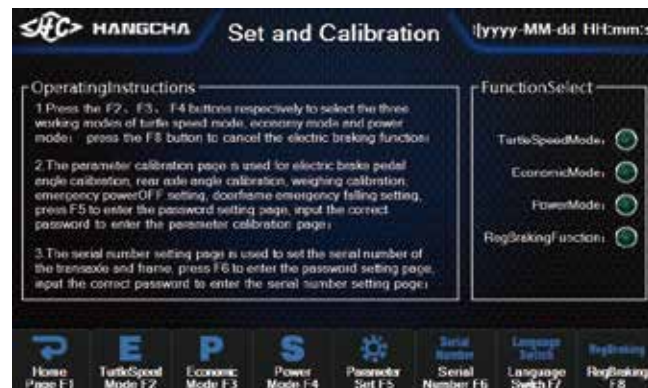 HC HANGCHA
Set and Calibration
[yyyy-MM-dd HH:mm:s
OperatingInstructions
1.Press the F2、F3、F4 buttons respectively to select the three
working modes of turtle speed mode, economy mode and power
mode; press the F8 button to cancel the electric braking function;
2.The parameter calibration page is used for electric brake pedal
angle calibration, rear axle angle calibration, weighing calibration,
emergency powerOFF setting, doorframe emergency falling setting,
press F5 to enter the password setting page, input the correct
password to enter the parameter calibration page;
3.The serial number setting page is used to set the serial number of
the transaxle and frame, press F6 to enter the password setting page,
input the correct password to enter the serial number setting page;
FunctionSelect
TurtleSpeedMode:
EconomicMode:
PowerMode:
RegBrakingFunction:
E
P
S
Serial
Number
Language
Switch
RegBraking
Home
Page F1
TurtleSpeed
Mode F2
Economic
Mode F3
Power
Mode F4
Parameter
Set F5
Serial
Number F6
Language
Switch F7
RegBraking
F8